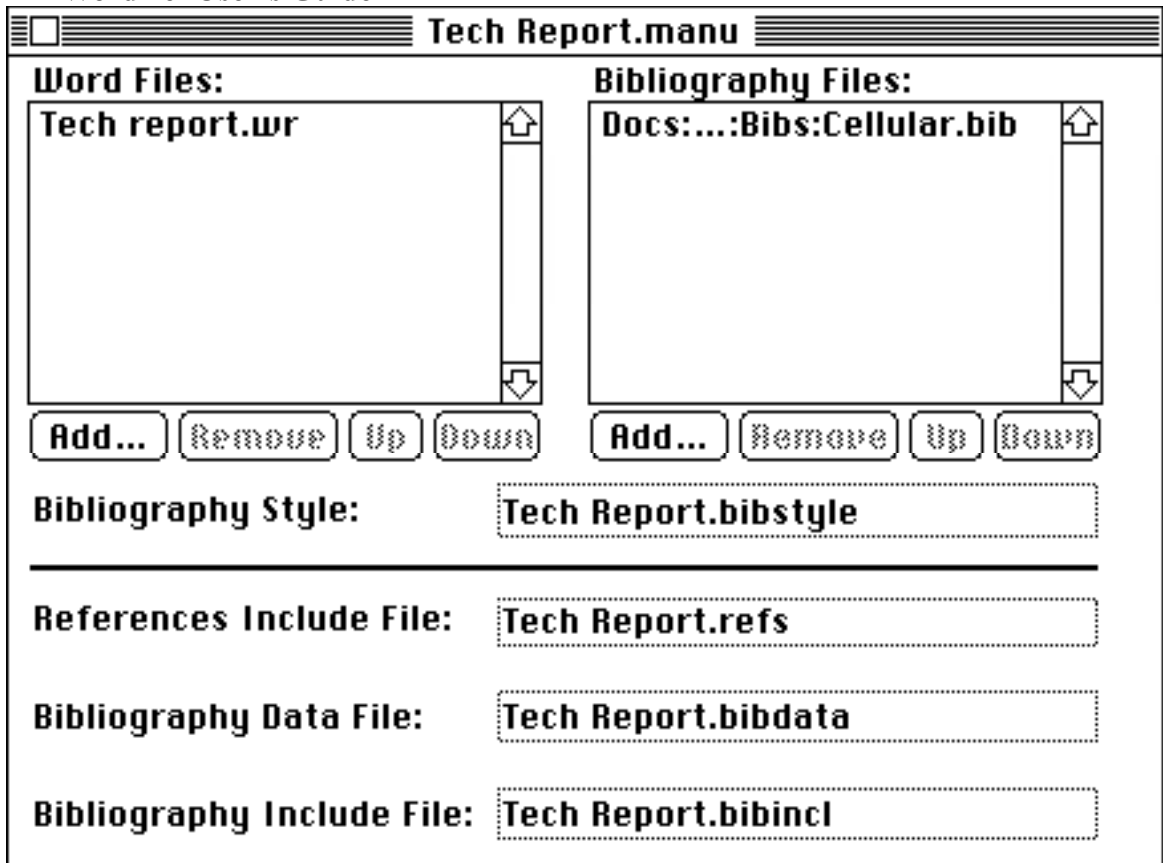 Tech Report.manu
Word Files:
Tech report.wr
Add... Remove Up Down
Bibliography Files:
Docs:...:Bibs:Cellular.bib
Add... Remove Up Down
Bibliography Style: Tech Report.bibstyle
References Include File: Tech Report.refs
Bibliography Data File: Tech Report.bibdata
Bibliography Include File: Tech Report.bibincl